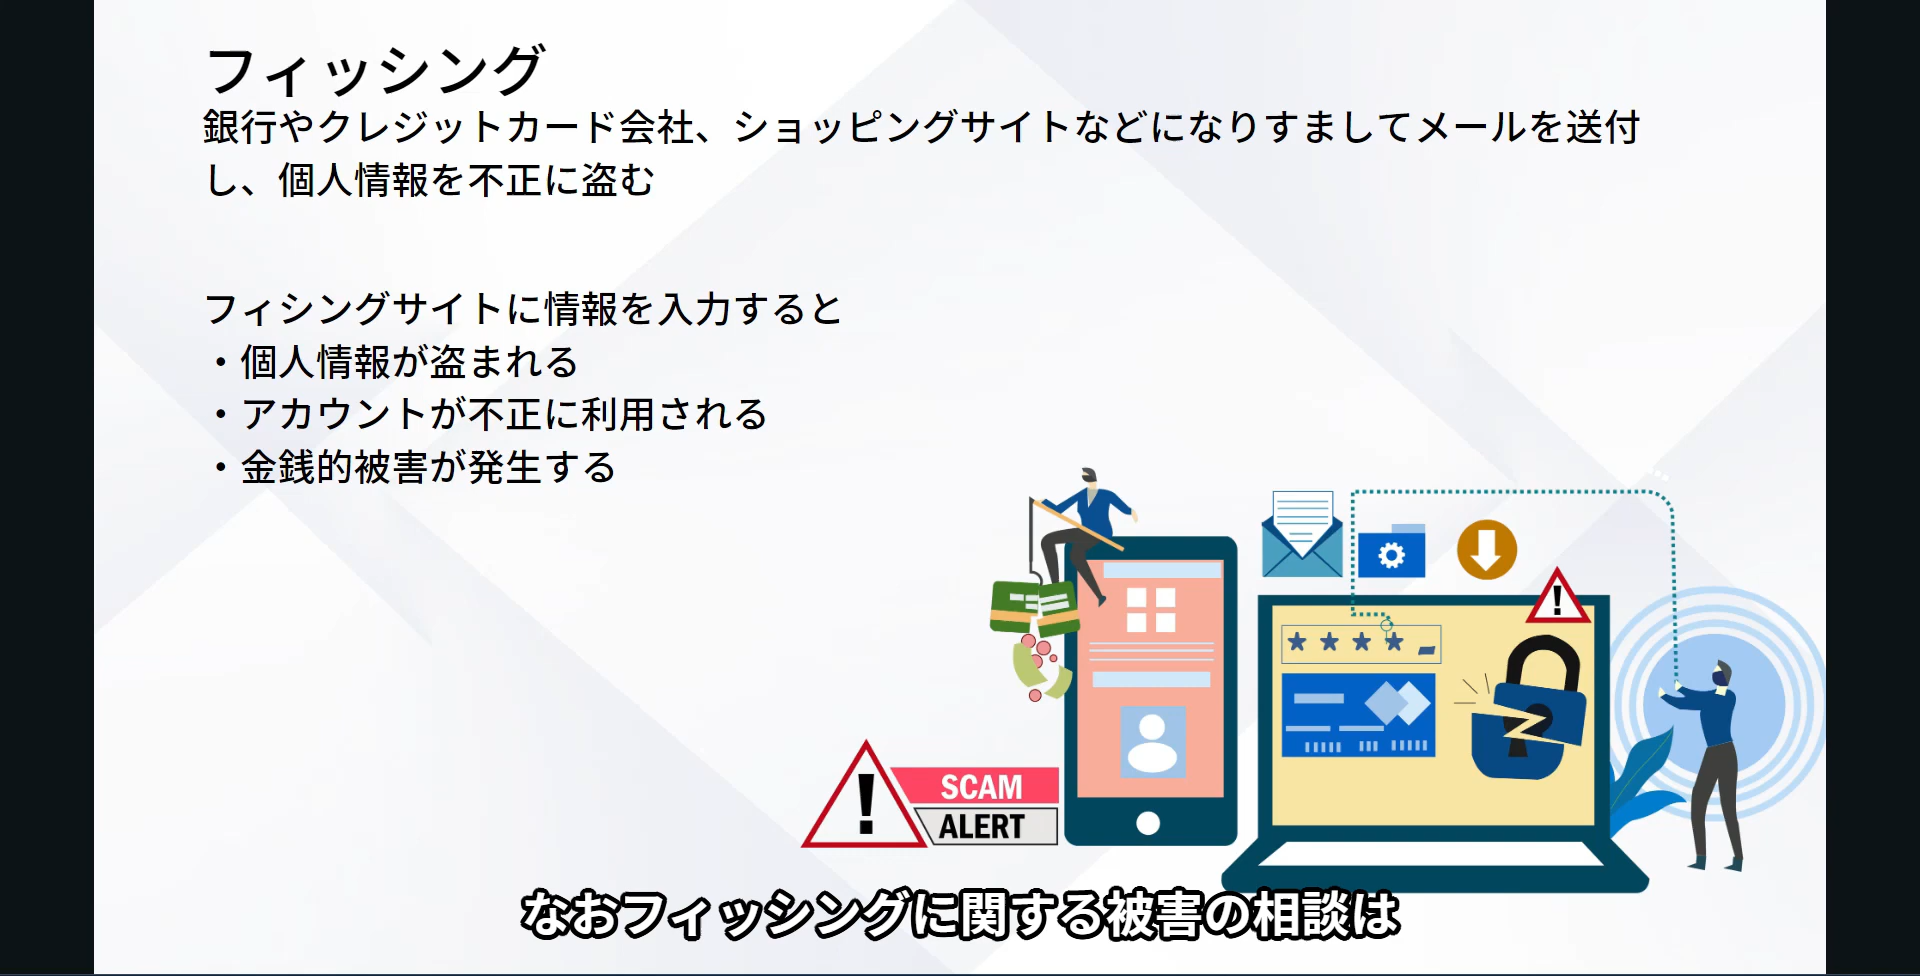 フィッシング
銀行やクレジットカード会社、ショッピングサイトなどになりすましてメールを送付
し、個人情報を不正に盗む
フィシングサイトに情報を入力すると
・個人情報が盗まれる
・アカウントが不正に利用される
・金銭的被害が発生する
SCAM
ALERT
なおフィッシングに関する被害の相談は